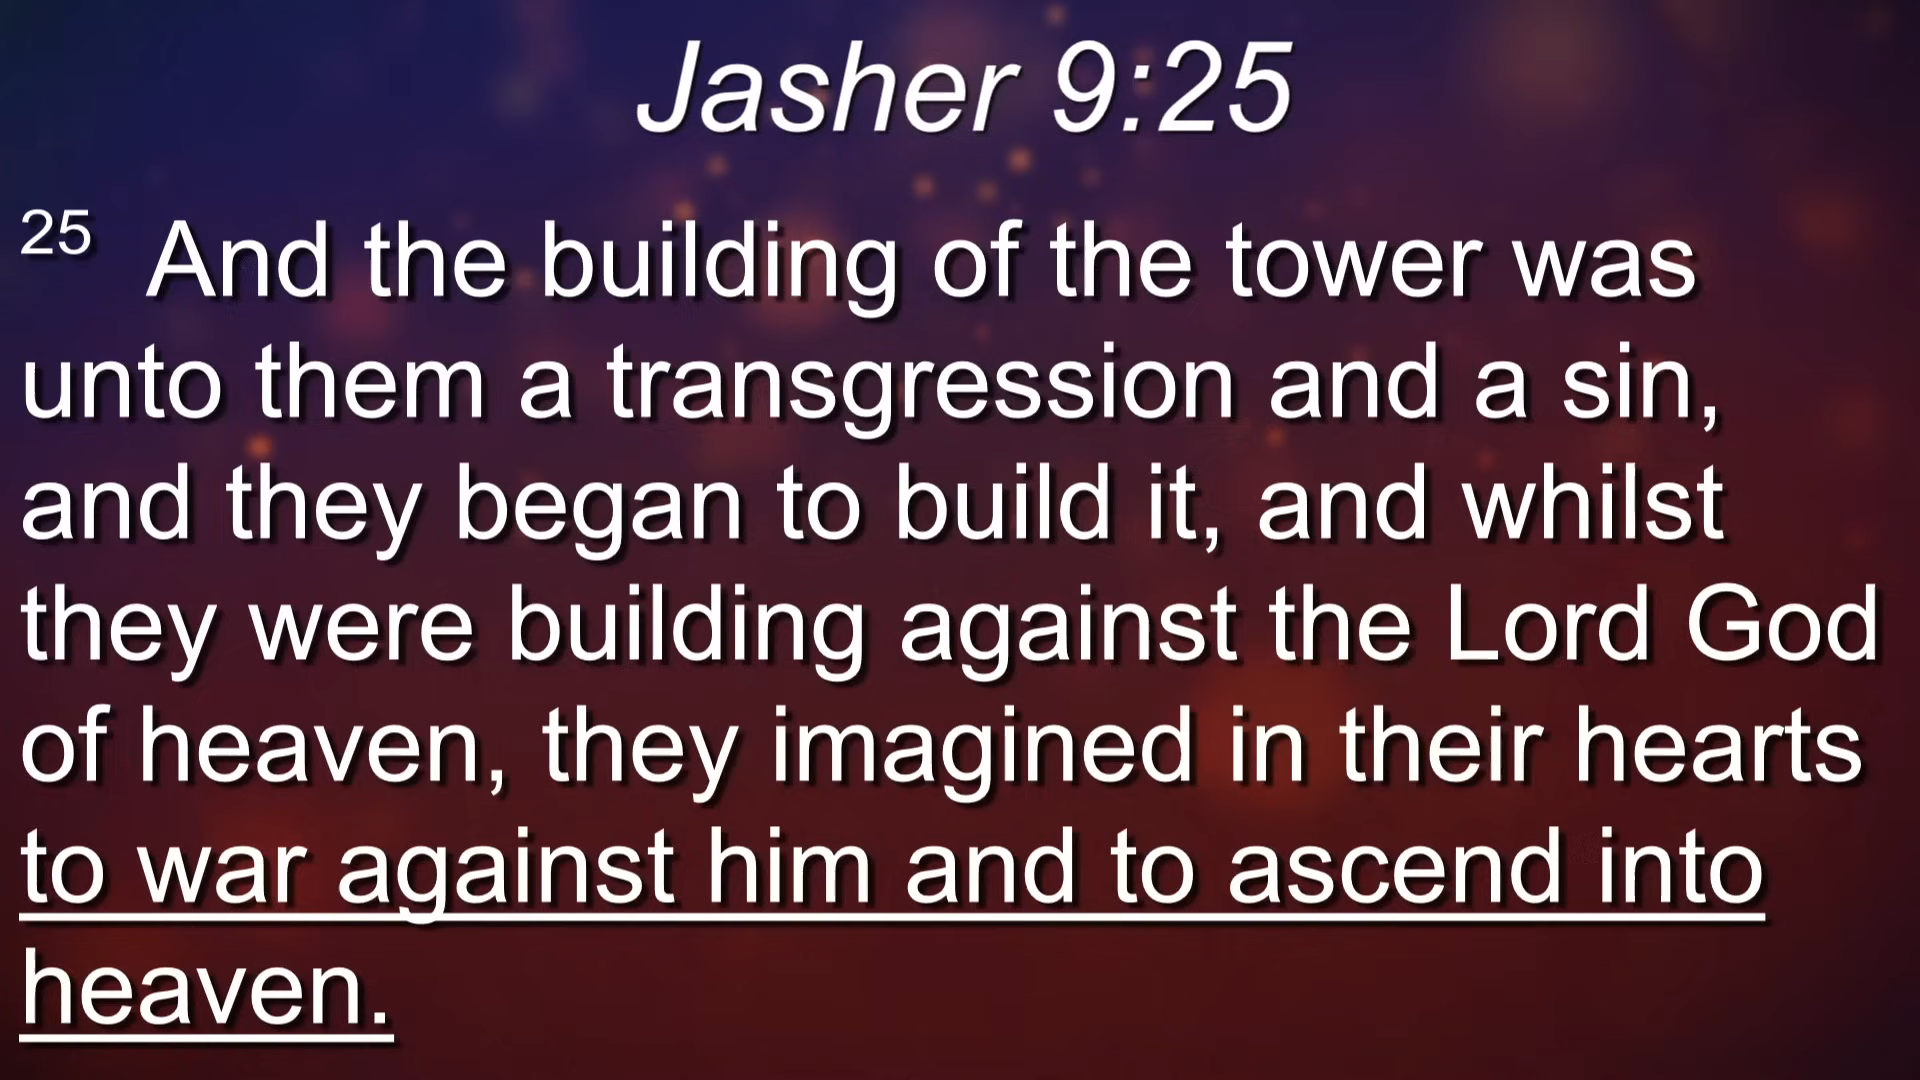 Jasher 9:25
25 And the building of the tower was
unto them a transgression and a sin,
and they began to build it, and whilst
they were building against the Lord God
of heaven, they imagined in their hearts
to war against him and to ascend into
heaven.